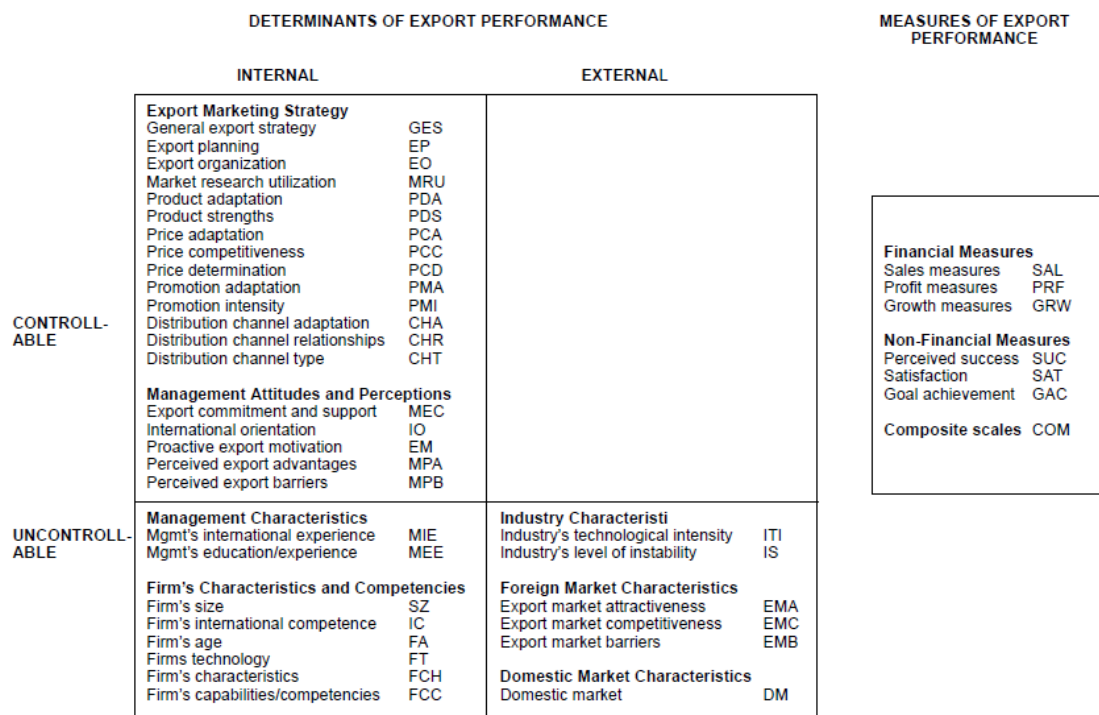 DETERMINANTS OF EXPORT PERFORMANCE
MEASURES OF EXPORT
PERFORMANCE
INTERNAL
EXTERNAL
CONTROLL-
ABLE
Export Marketing Strategy
General export strategy GES
Export planning EP
Export organization EO
Market research utilization MRU
Product adaptation PDA
Product strengths PDS
Price adaptation PCA
Price competitiveness PCC
Price determination PCD
Promotion adaptation PMA
Promotion intensity PMI
Distribution channel adaptation CHA
Distribution channel relationships CHR
Distribution channel type CHT
Management Attitudes and Perceptions
Export commitment and support MEC
International orientation IO
Proactive export motivation EM
Perceived export advantages MPA
Perceived export barriers MPB
UNCONTROLL-
ABLE
Management Characteristics
Mgmt's international experience MIE
Mgmt's education/experience MEE
Firm's Characteristics and Competencies
Firm's size SZ
Firm's international competence IC
Firm's age FA
Firms technology FT
Firm's characteristics FCH
Firm's capabilities/competencies FCC
Industry Characteristi
Industry's technological intensity ITI
Industry's level of instability IS
Foreign Market Characteristics
Export market attractiveness EMA
Export market competitiveness EMC
Export market barriers EMB
Domestic Market Characteristics
Domestic market DM
Financial Measures
Sales measures SAL
Profit measures PRF
Growth measures GRW
Non-Financial Measures
Perceived success SUC
Satisfaction SAT
Goal achievement GAC
Composite scales COM